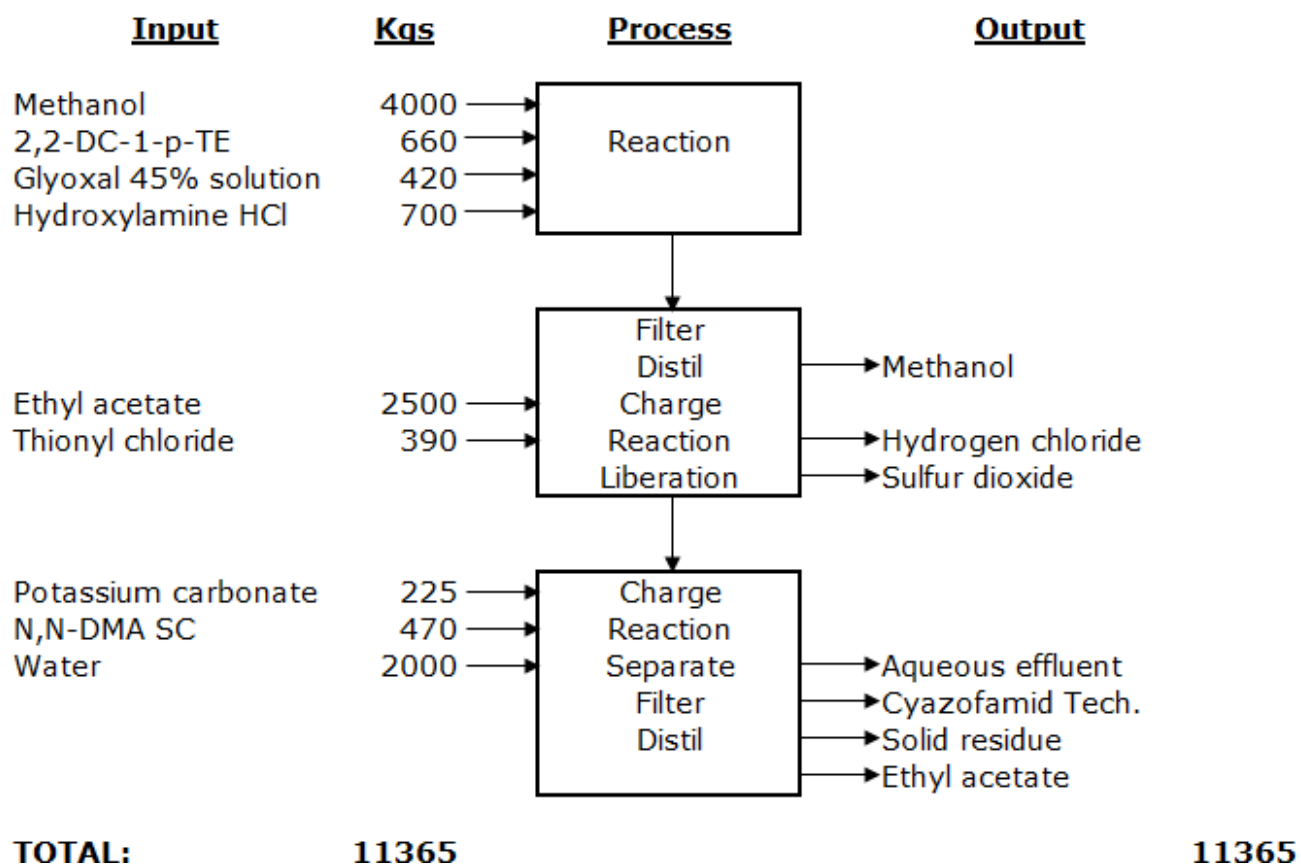 Input Kgs Process Output
Methanol 4000
2,2-DC-1-p-TE 660 Reaction
Glyoxal 45% solution 420
Hydroxylamine HCl 700
Filter
Distil Methanol
Ethyl acetate 2500 Charge
Thionyl chloride 390 Reaction Hydrogen chloride
Liberation Sulfur dioxide
Potassium carbonate 225 Charge
N,N-DMA SC 470 Reaction
Water 2000 Separate Aqueous effluent
Filter Cyazofamid Tech.
Distil Solid residue
Ethyl acetate
TOTAL: 11365 11365